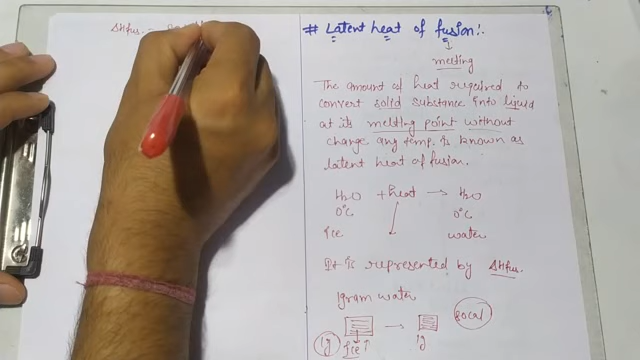 ΔHfus. =
# Latent heat of fusion:.
melting
The amount of heat required to
convert solid substance into liquid
at its melting point without
change any temp. is known as
latent heat of fusion.
H2O + heat → H2O
0°C 0°C
Ice water
It is represented by ΔHfus.
1gram water
→ 80cal
1g Ice↑ 1g